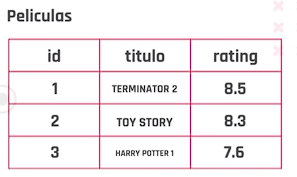 Peliculas
id titulo rating
1 TERMINATOR 2 8.5
2 TOY STORY 8.3
3 HARRY POTTER 1 7.6